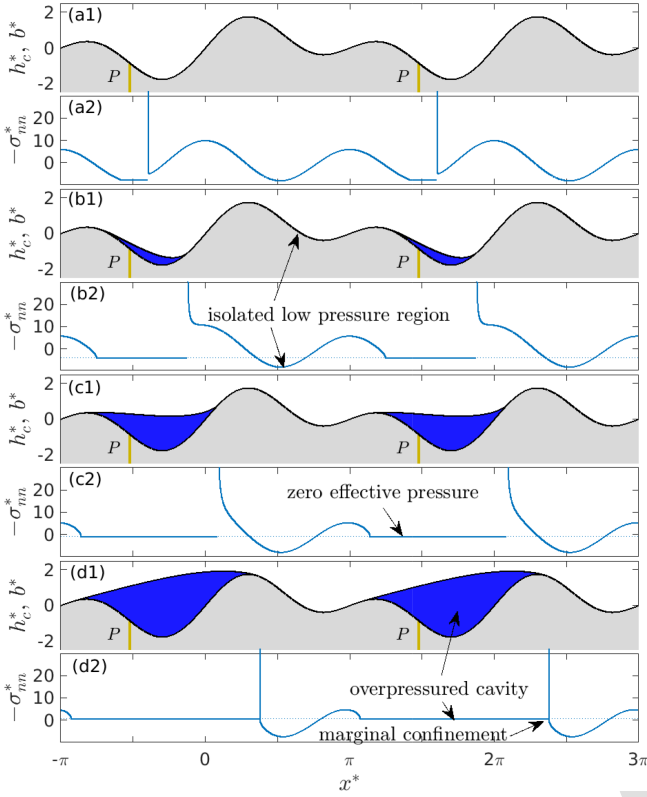 (a1)
2
0
-2
h*c, b*
P
P
(a2)
10
0
−σ*nn
(b1)
2
0
-2
h*c, b*
P
P
(b2)
20
10
0
−σ*nn
isolated low pressure region
(c1)
2
0
-2
h*c, b*
P
P
(c2)
20
10
0
−σ*nn
zero effective pressure
(d1)
2
0
-2
h*c, b*
P
P
(d2)
20
10
0
−σ*nn
overpressured cavity
marginal confinement
-π 0 π 2π 3π
x*